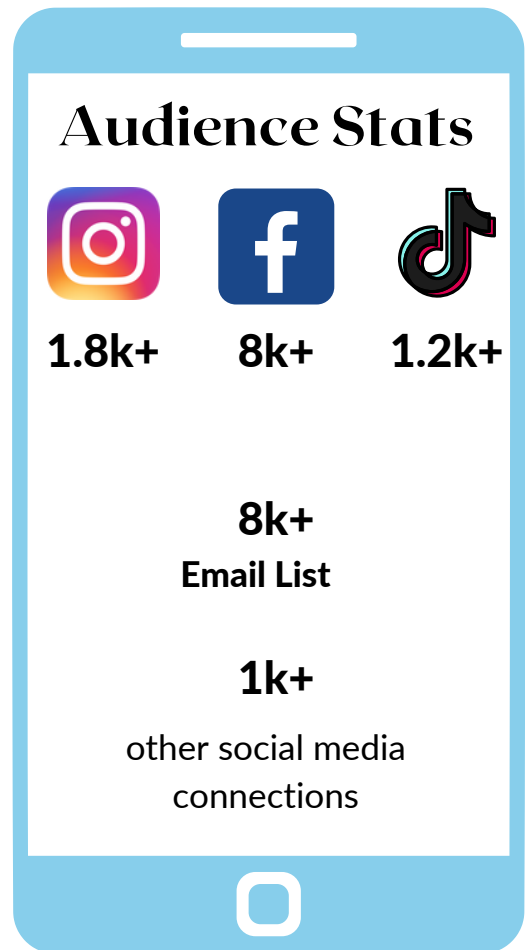 Audience Stats
1.8k+ 8k+ 1.2k+
8k+
Email List
1k+
other social media
connections